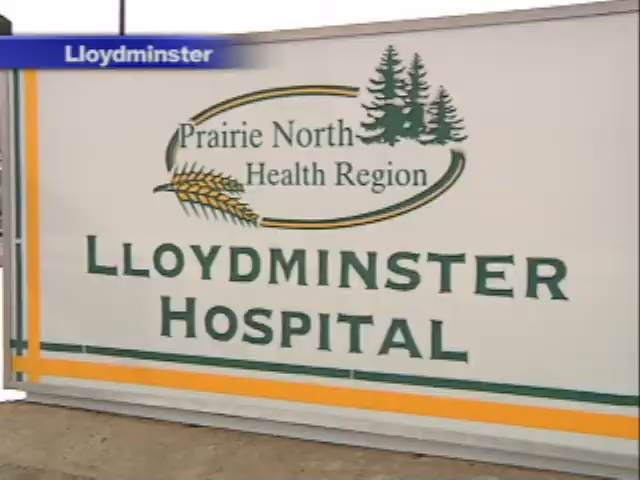 Lloydminster
Prairie North
Health Region
LLOYDMINSTER
HOSPITAL